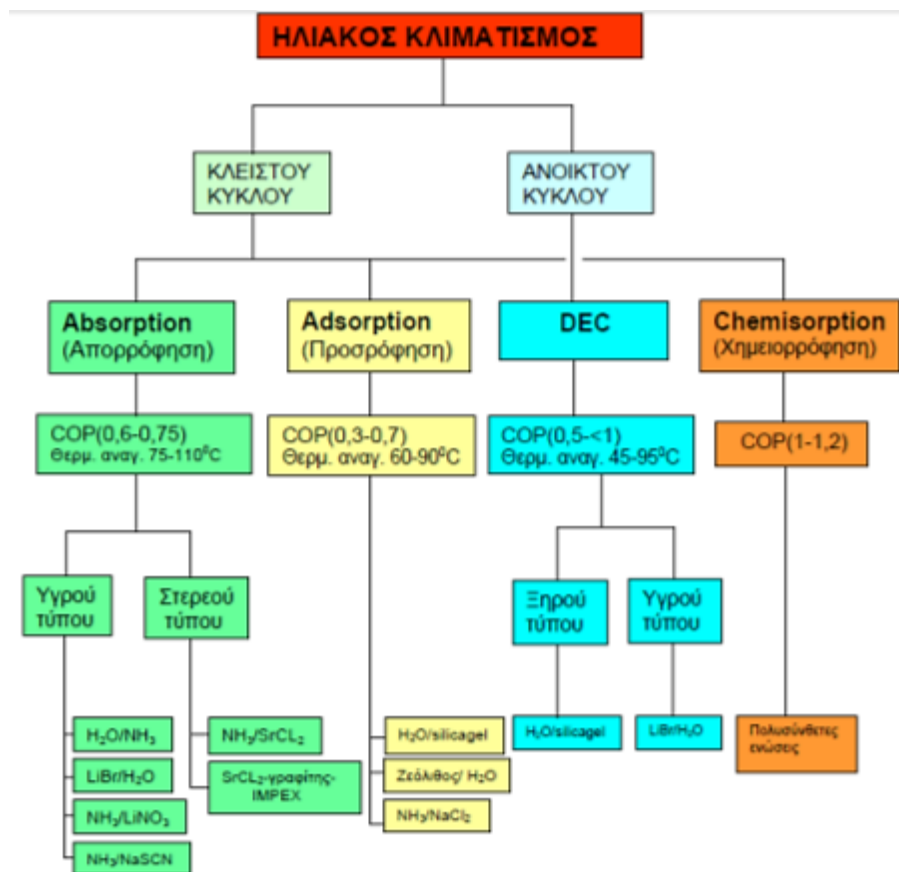 ΗΛΙΑΚΟΣ ΚΛΙΜΑΤΙΣΜΟΣ
ΚΛΕΙΣΤΟΥ
ΚΥΚΛΟΥ
ΑΝΟΙΚΤΟΥ
ΚΥΚΛΟΥ
Absorption
(Απορρόφηση)
Adsorption
(Προσρόφηση)
DEC
Chemisorption
(Χημειορρόφηση)
COP(0,6-0,75)
Θερμ. αναγ. 75-110⁰C
COP(0,3-0,7)
Θερμ. αναγ. 60-90⁰C
COP(0,5-<1)
Θερμ. αναγ. 45-95⁰C
COP(1-1,2)
Υγρού
τύπου
Στερεού
τύπου
Ξηρού
τύπου
Υγρού
τύπου
H₂O/NH₃
LiBr/H₂O
NH₃/LiNO₃
NH₃/NaSCN
NH₃/SrCL₂
SrCL₂-γραφίτης-
IMPEX
H₂O/silicagel
Ζεόλιθος/ H₂O
NH₃/NaCl₂
H₂O/silicagel
LiBr/H₂O
Πολυσύνθετες
ενώσεις